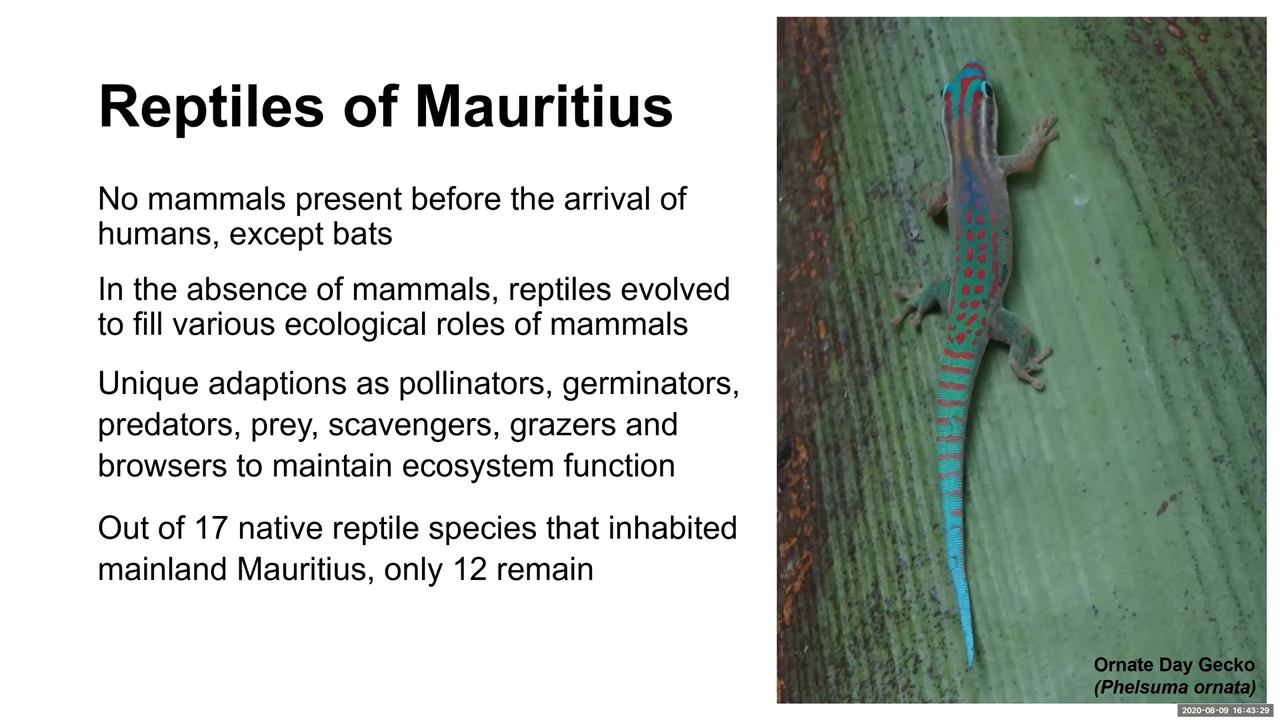 Reptiles of Mauritius
No mammals present before the arrival of
humans, except bats
In the absence of mammals, reptiles evolved
to fill various ecological roles of mammals
Unique adaptions as pollinators, germinators,
predators, prey, scavengers, grazers and
browsers to maintain ecosystem function
Out of 17 native reptile species that inhabited
mainland Mauritius, only 12 remain
Ornate Day Gecko
(Phelsuma ornata)
2020-08-09 16:43:29